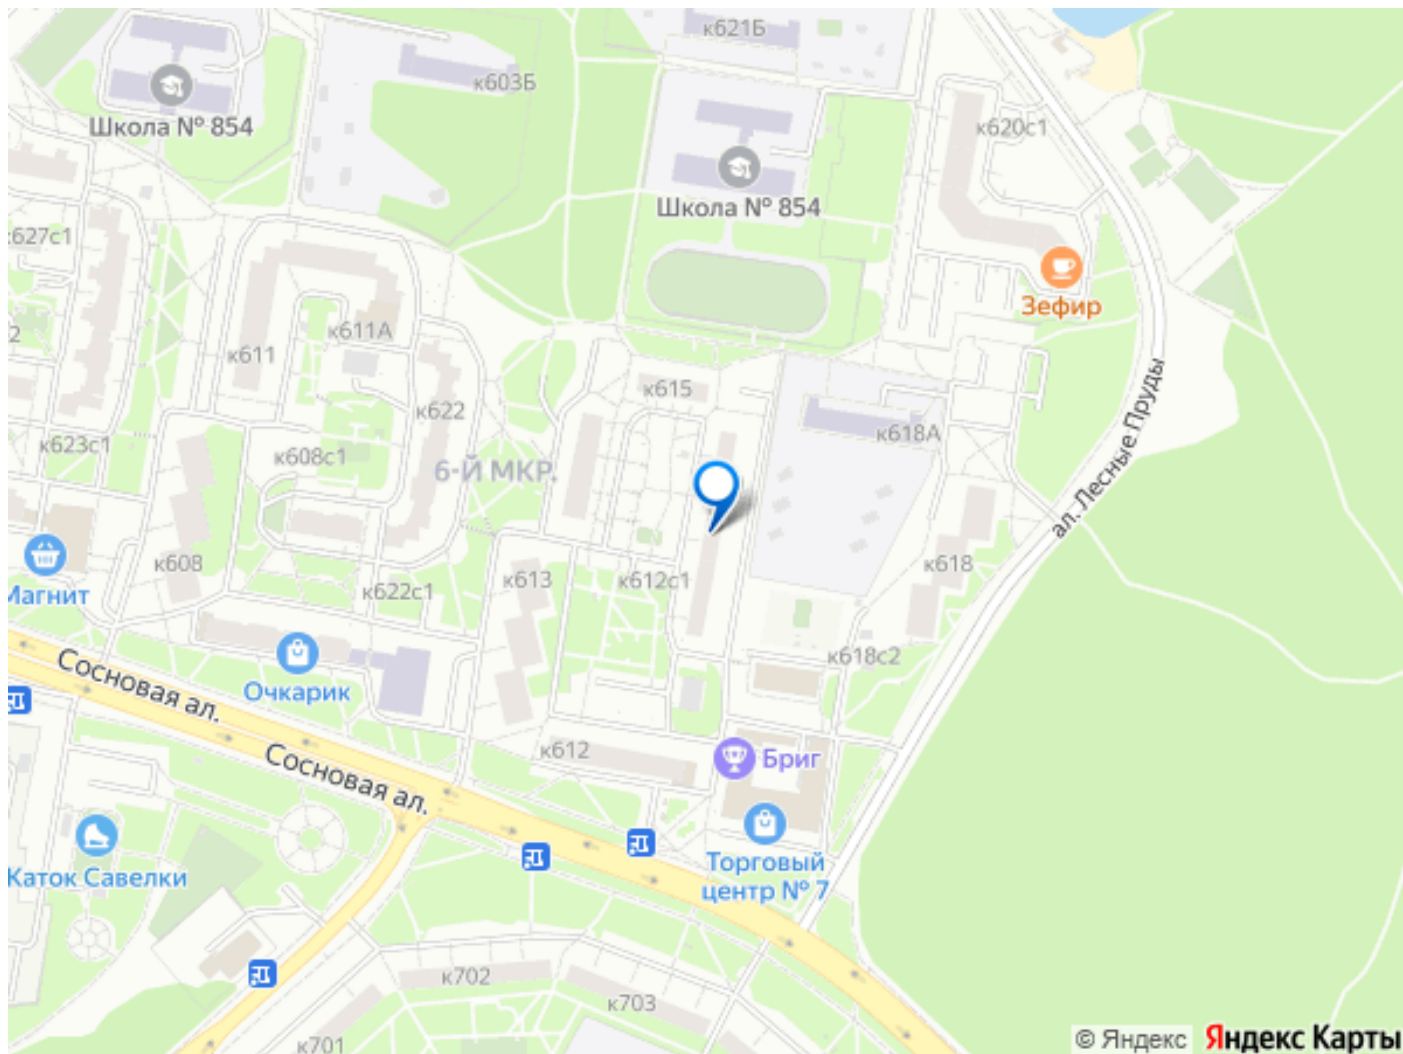 к621Б
к603Б
Школа № 854
к620с1
Школа № 854
к627с1
Зефир
2
к611А
к611
к615
к622
к618А
к623с1
к608с1
6-Й МКР.
ал. Лесные Пруды
к608
к613
к612с1
к618
Магнит
к622с1
к618с2
Сосновая ал.
Очкарик
к612
Бриг
Сосновая ал.
Каток Савелки
Торговый
центр № 7
к702
к703
к701
© Яндекс
Яндекс Карты